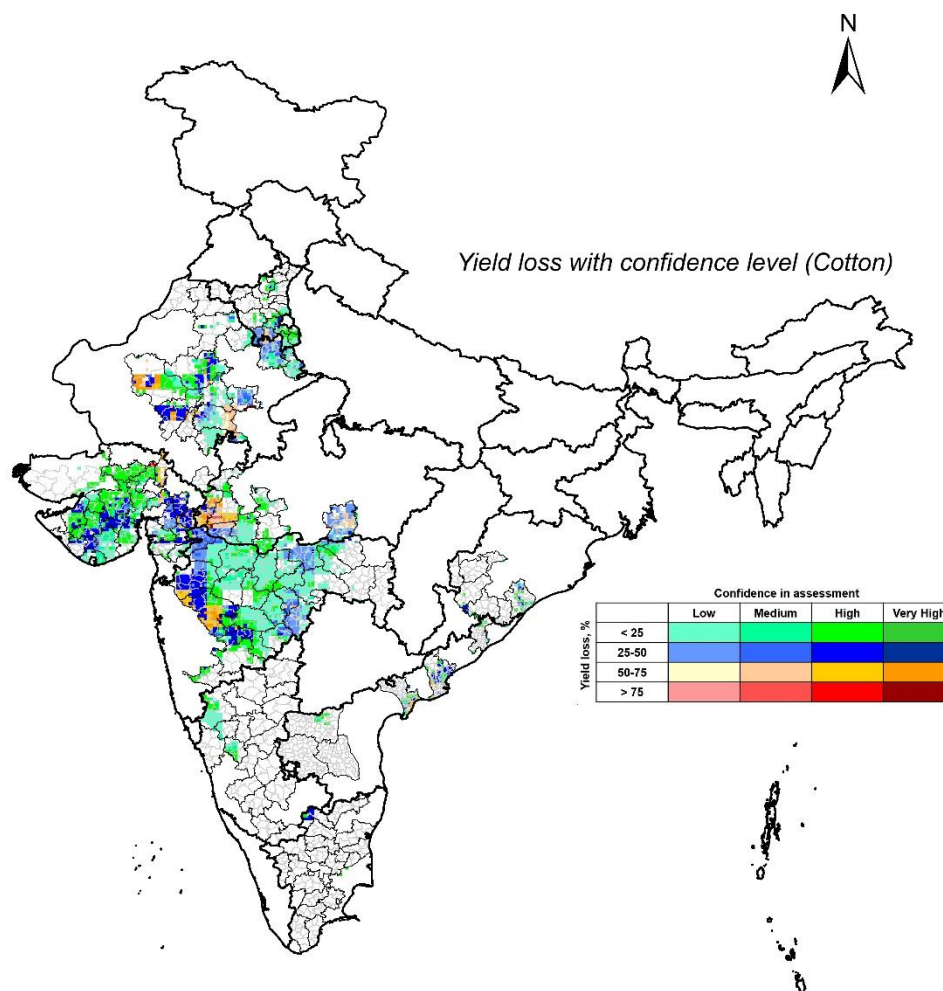 N
Yield loss with confidence level (Cotton)
Confidence in assessment
Low Medium High Very High
Yield loss, %
< 25
25-50
50-75
> 75